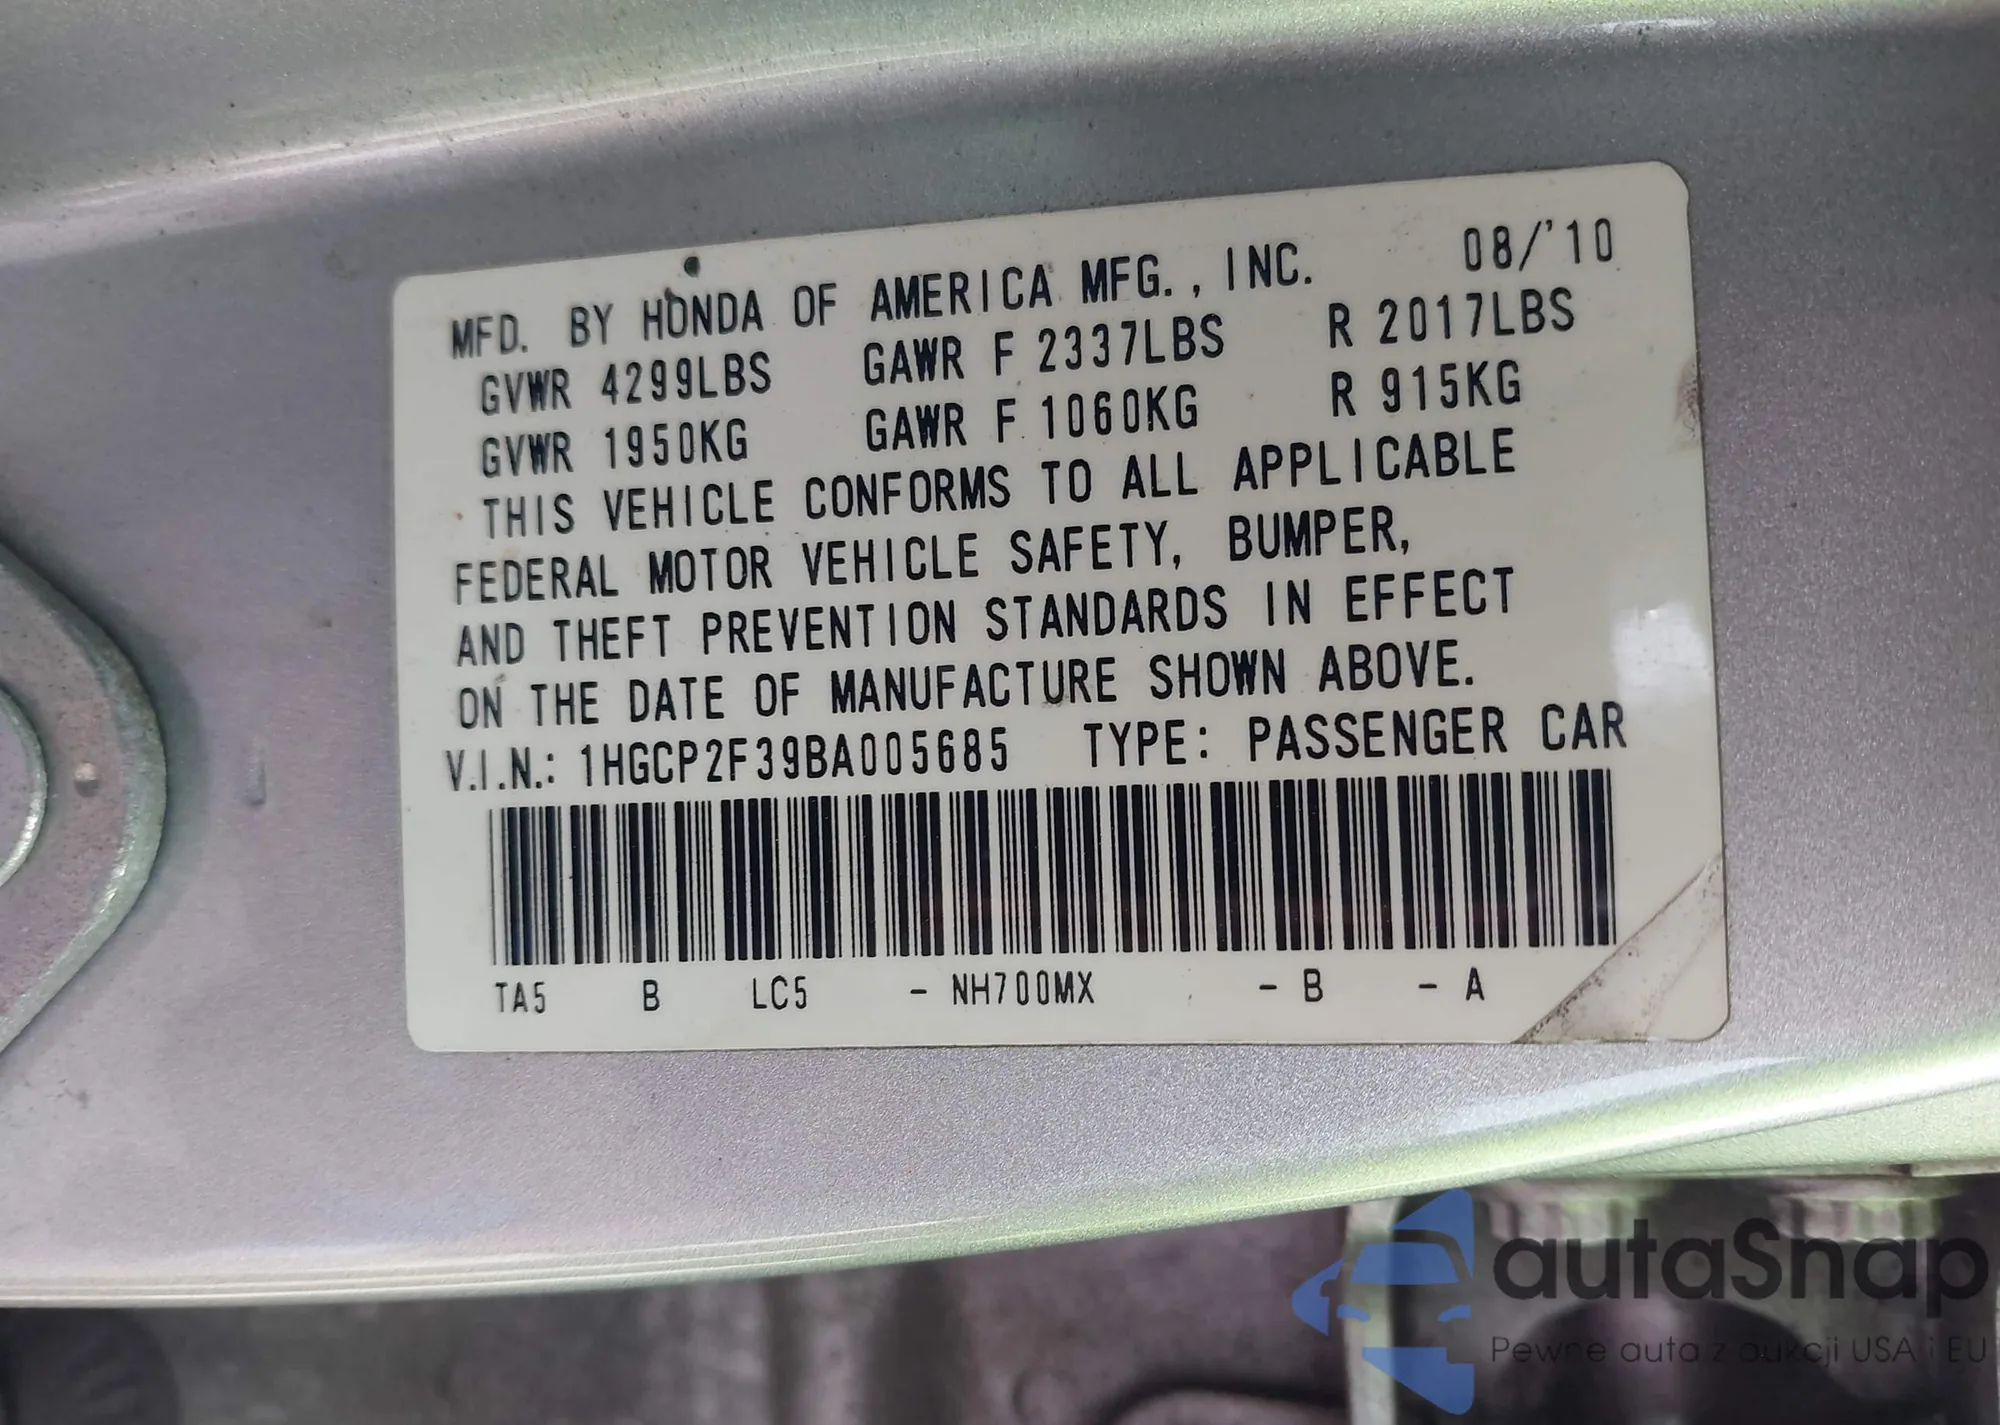 MFD. BY HONDA OF AMERICA MFG., INC. 08/'10
GVWR 4299LBS GAWR F 2337LBS R 2017LBS
GVWR 1950KG GAWR F 1060KG R 915KG
THIS VEHICLE CONFORMS TO ALL APPLICABLE
FEDERAL MOTOR VEHICLE SAFETY, BUMPER,
AND THEFT PREVENTION STANDARDS IN EFFECT
ON THE DATE OF MANUFACTURE SHOWN ABOVE.
V.I.N.: 1HGCP2F39BA005685 TYPE: PASSENGER CAR
TA5 B LC5 - NH700MX - B - A
autaSnap
Pewne auta z aukcji USA i EU